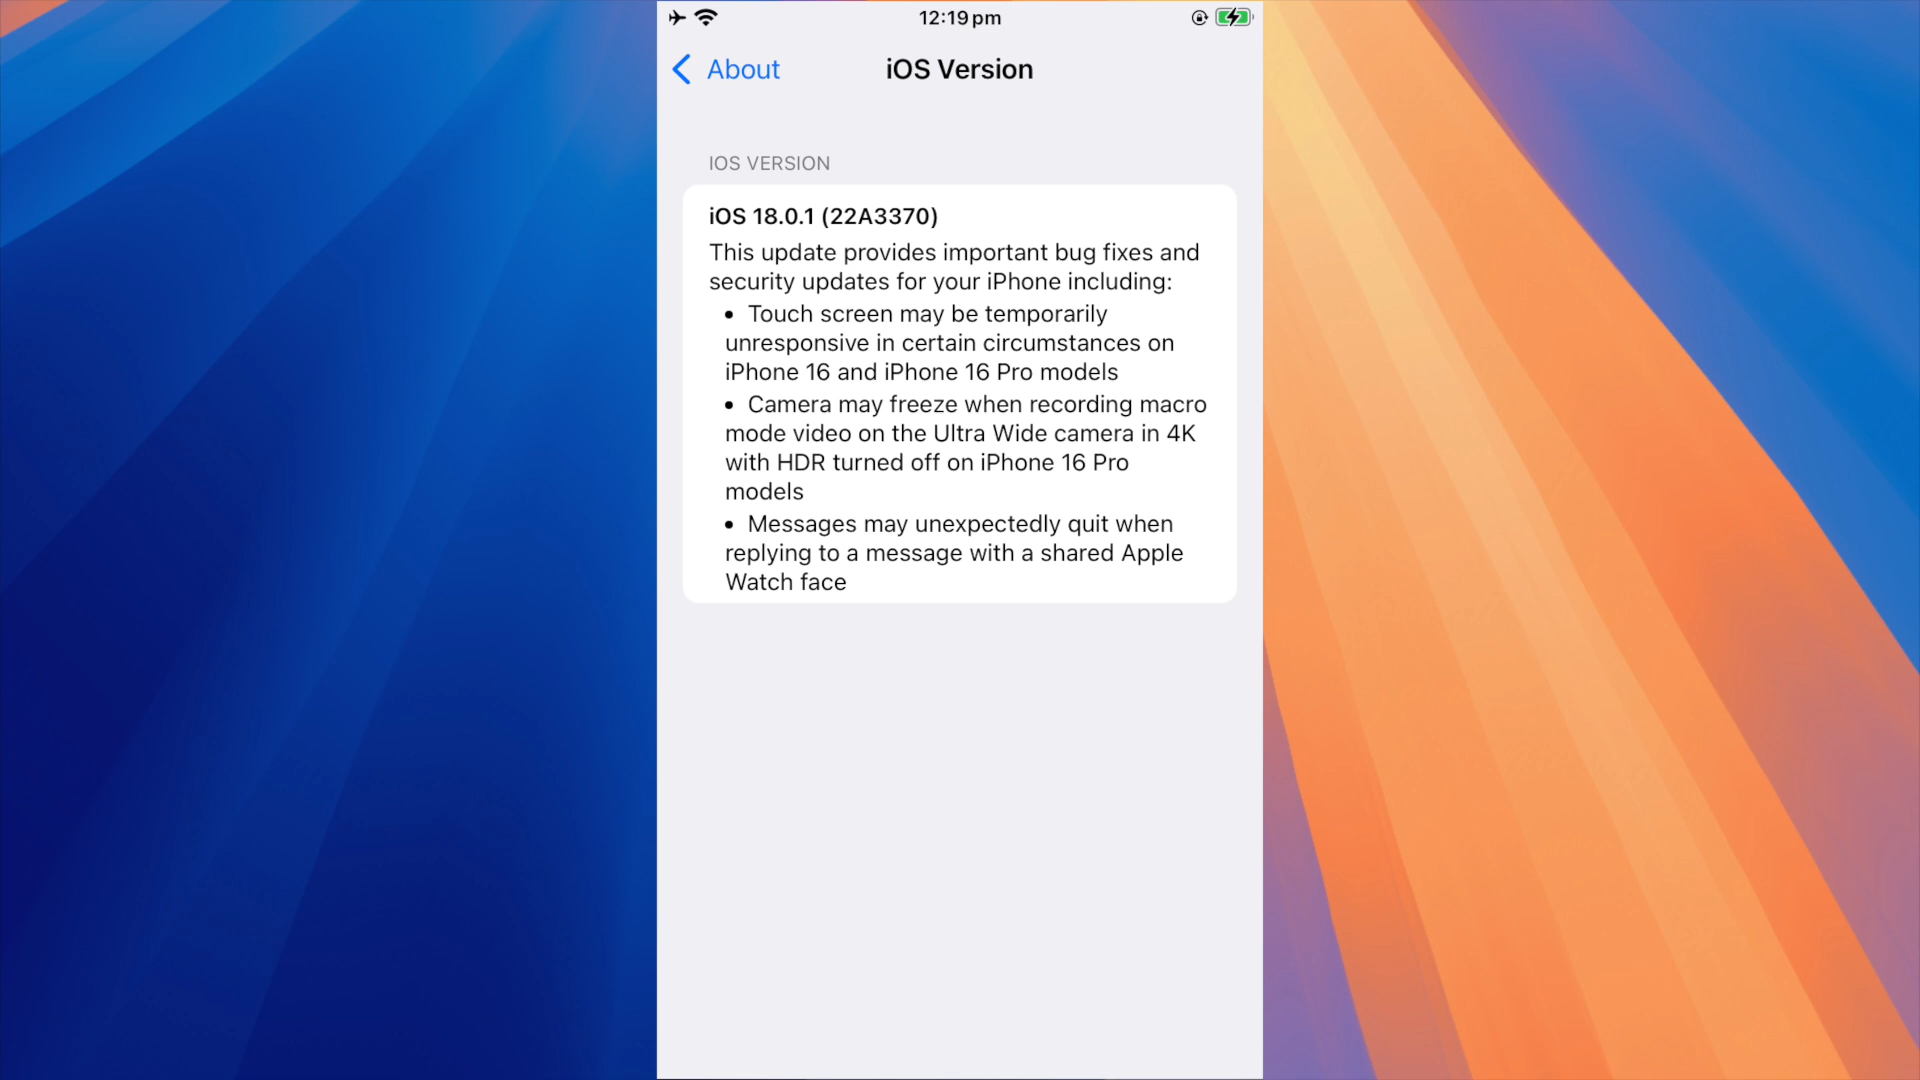 12:19 pm
About
iOS Version
IOS VERSION
iOS 18.0.1 (22A3370)
This update provides important bug fixes and
security updates for your iPhone including:
• Touch screen may be temporarily
unresponsive in certain circumstances on
iPhone 16 and iPhone 16 Pro models
• Camera may freeze when recording macro
mode video on the Ultra Wide camera in 4K
with HDR turned off on iPhone 16 Pro
models
• Messages may unexpectedly quit when
replying to a message with a shared Apple
Watch face